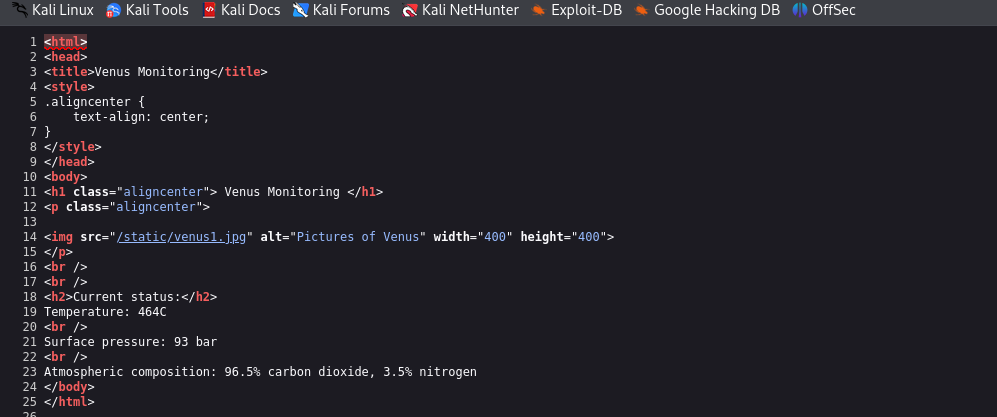 Kali Linux Kali Tools Kali Docs Kali Forums Kali NetHunter Exploit-DB Google Hacking DB OffSec
1 <html>
2 <head>
3 <title>Venus Monitoring</title>
4 <style>
5 .aligncenter {
6     text-align: center;
7 }
8 </style>
9 </head>
10 <body>
11 <h1 class="aligncenter"> Venus Monitoring </h1>
12 <p class="aligncenter">
13
14 <img src="/static/venus1.jpg" alt="Pictures of Venus" width="400" height="400">
15 </p>
16 <br />
17 <br />
18 <h2>Current status:</h2>
19 Temperature: 464C
20 <br />
21 Surface pressure: 93 bar
22 <br />
23 Atmospheric composition: 96.5% carbon dioxide, 3.5% nitrogen
24 </body>
25 </html>
26